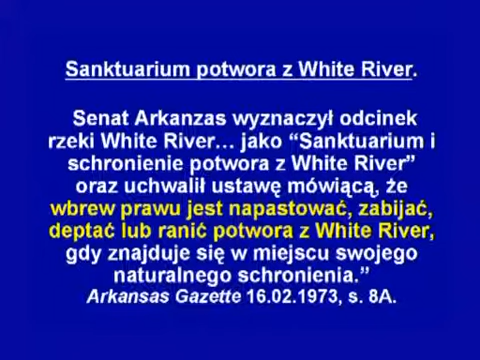 Sanktuarium potwora z White River.
Senat Arkanzas wyznaczył odcinek
rzeki White River… jako “Sanktuarium i
schronienie potwora z White River”
oraz uchwalił ustawę mówiącą, że
wbrew prawu jest napastować, zabijać,
deptać lub ranić potwora z White River,
gdy znajduje się w miejscu swojego
naturalnego schronienia.”
Arkansas Gazette 16.02.1973, s. 8A.